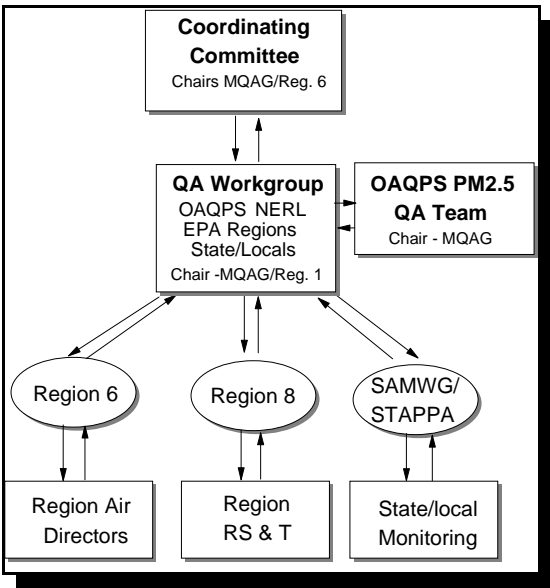 Coordinating
Committee
Chairs MQAG/Reg. 6
QA Workgroup
OAQPS NERL
EPA Regions
State/Locals
Chair -MQAG/Reg. 1
OAQPS PM2.5
QA Team
Chair - MQAG
Region 6
Region 8
SAMWG/
STAPPA
Region Air
Directors
Region
RS & T
State/local
Monitoring